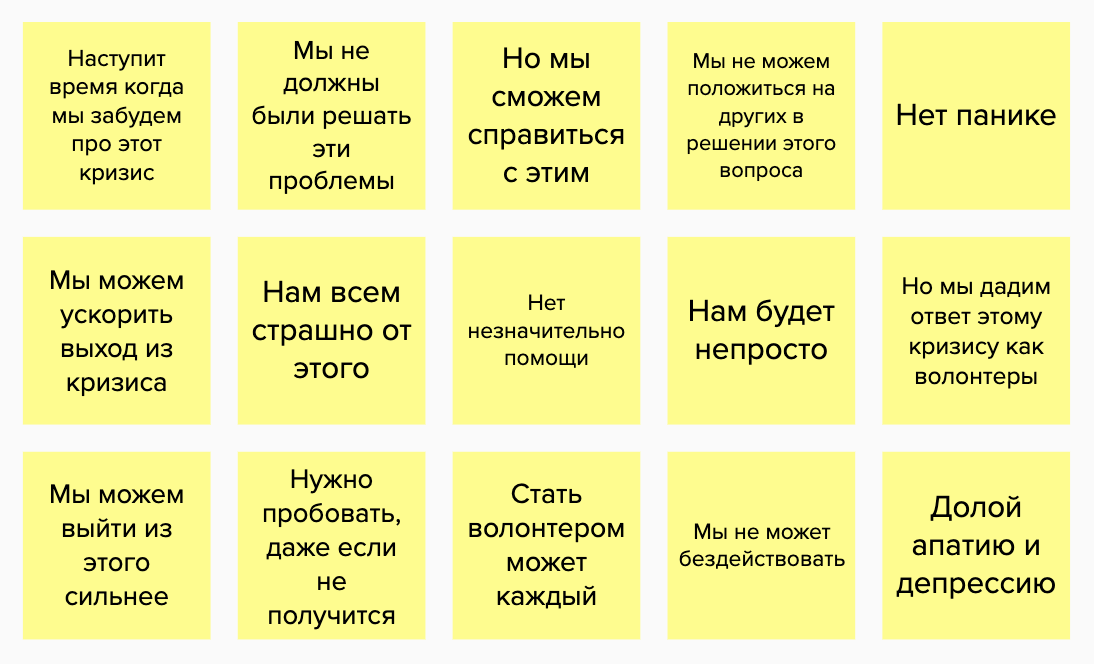 Наступит
время когда
мы забудем
про этот
кризис
Мы не
должны
были решать
эти
проблемы
Но мы
сможем
справиться
с этим
Мы не можем
положиться на
других в
решении этого
вопроса
Нет панике
Мы можем
ускорить
выход из
кризиса
Нам всем
страшно от
этого
Нет
незначительно
помощи
Нам будет
непросто
Но мы дадим
ответ этому
кризису как
волонтеры
Мы можем
выйти из
этого
сильнее
Нужно
пробовать,
даже если
не
получится
Стать
волонтером
может
каждый
Мы не может
бездействовать
Долой
апатию и
депрессию